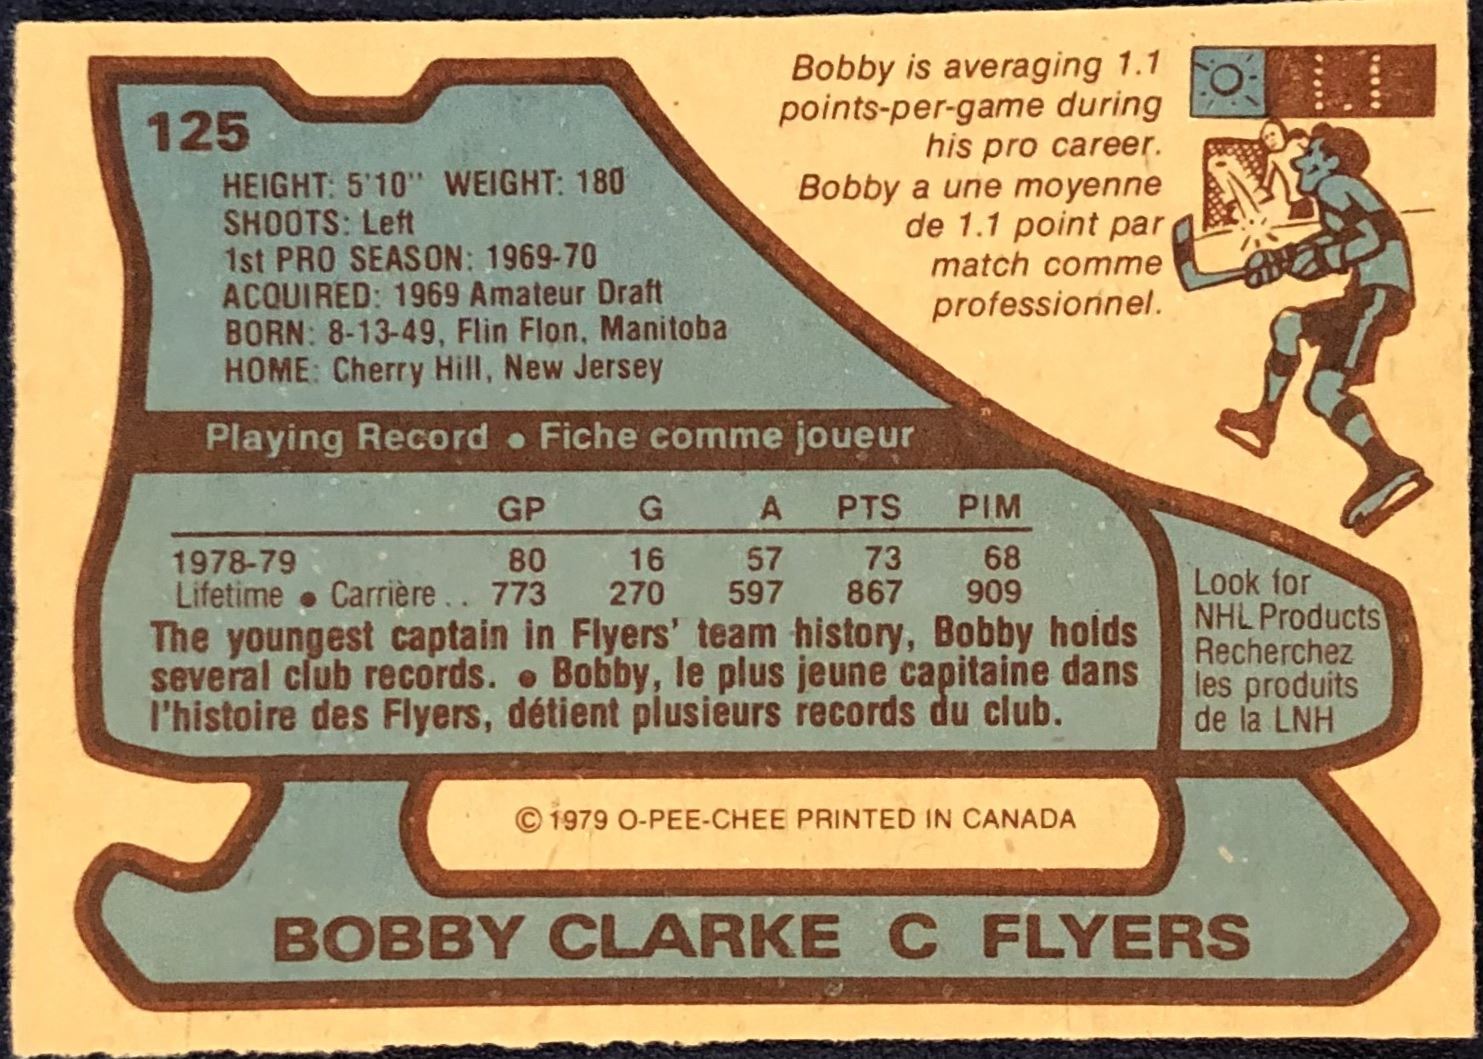 125
HEIGHT: 5'10" WEIGHT: 180
SHOOTS: Left
1st PRO SEASON: 1969-70
ACQUIRED: 1969 Amateur Draft
BORN: 8-13-49, Flin Flon, Manitoba
HOME: Cherry Hill, New Jersey
Bobby is averaging 1.1
points-per-game during
his pro career.
Bobby a une moyenne
de 1.1 point par
match comme
professionnel.
1.1
Playing Record • Fiche comme joueur
GP G A PTS PIM
1978-79 80 16 57 73 68
Lifetime • Carrière .. 773 270 597 867 909
The youngest captain in Flyers' team history, Bobby holds
several club records. • Bobby, le plus jeune capitaine dans
l'histoire des Flyers, détient plusieurs records du club.
Look for
NHL Products
Recherchez
les produits
de la LNH
© 1979 O-PEE-CHEE PRINTED IN CANADA
BOBBY CLARKE C FLYERS